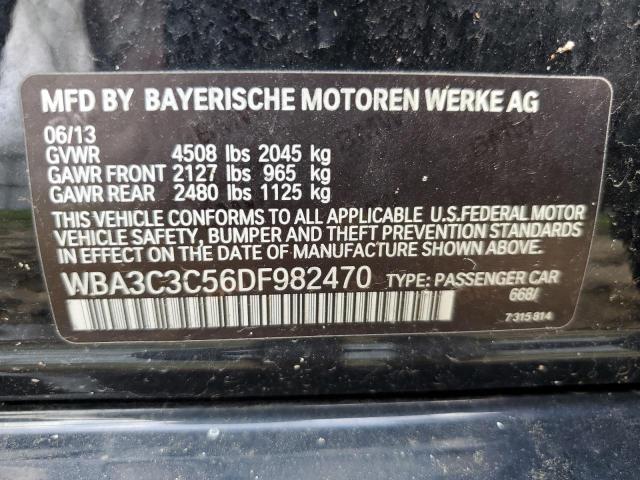 MFD BY BAYERISCHE MOTOREN WERKE AG
06/13
GVWR 4508 lbs 2045 kg
GAWR FRONT 2127 lbs 965 kg
GAWR REAR 2480 lbs 1125 kg
THIS VEHICLE CONFORMS TO ALL APPLICABLE U.S.FEDERAL MOTOR
VEHICLE SAFETY, BUMPER AND THEFT PREVENTION STANDARDS
IN EFFECT ON THE DATE OF MANUFACTURE SHOWN ABOVE.
WBA3C3C56DF982470 TYPE: PASSENGER CAR
668/
7 315 814